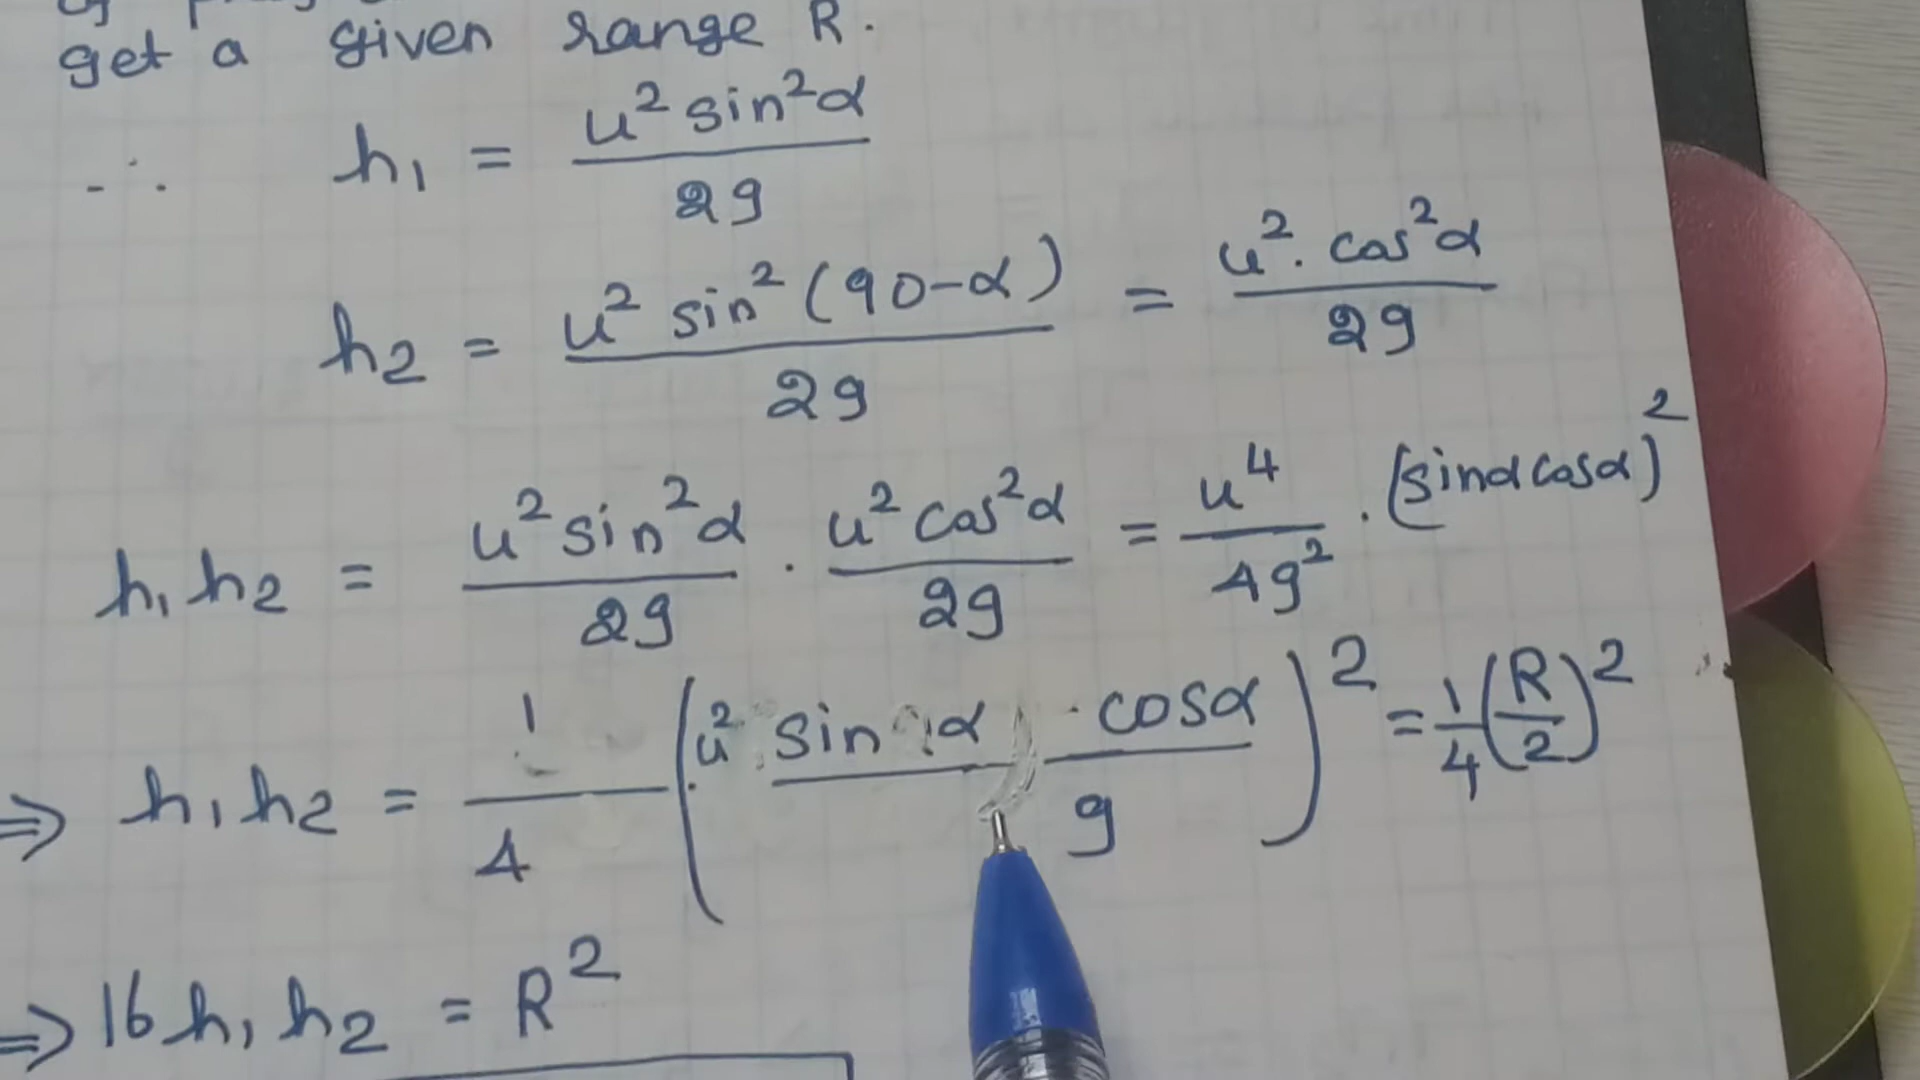 get a given range R.
∴ h₁ = u² sin²α / 2g
h₂ = u² sin² (90-α) / 2g = u². cos²α / 2g
h₁h₂ = u² sin²α / 2g . u² cos²α / 2g = u⁴ / 4g² . (sinα cosα)²
⇒ h₁h₂ = 1/4 (u² sin α · cosα / g)² = 1/4 (R/2)²
⇒ 16 h₁h₂ = R²